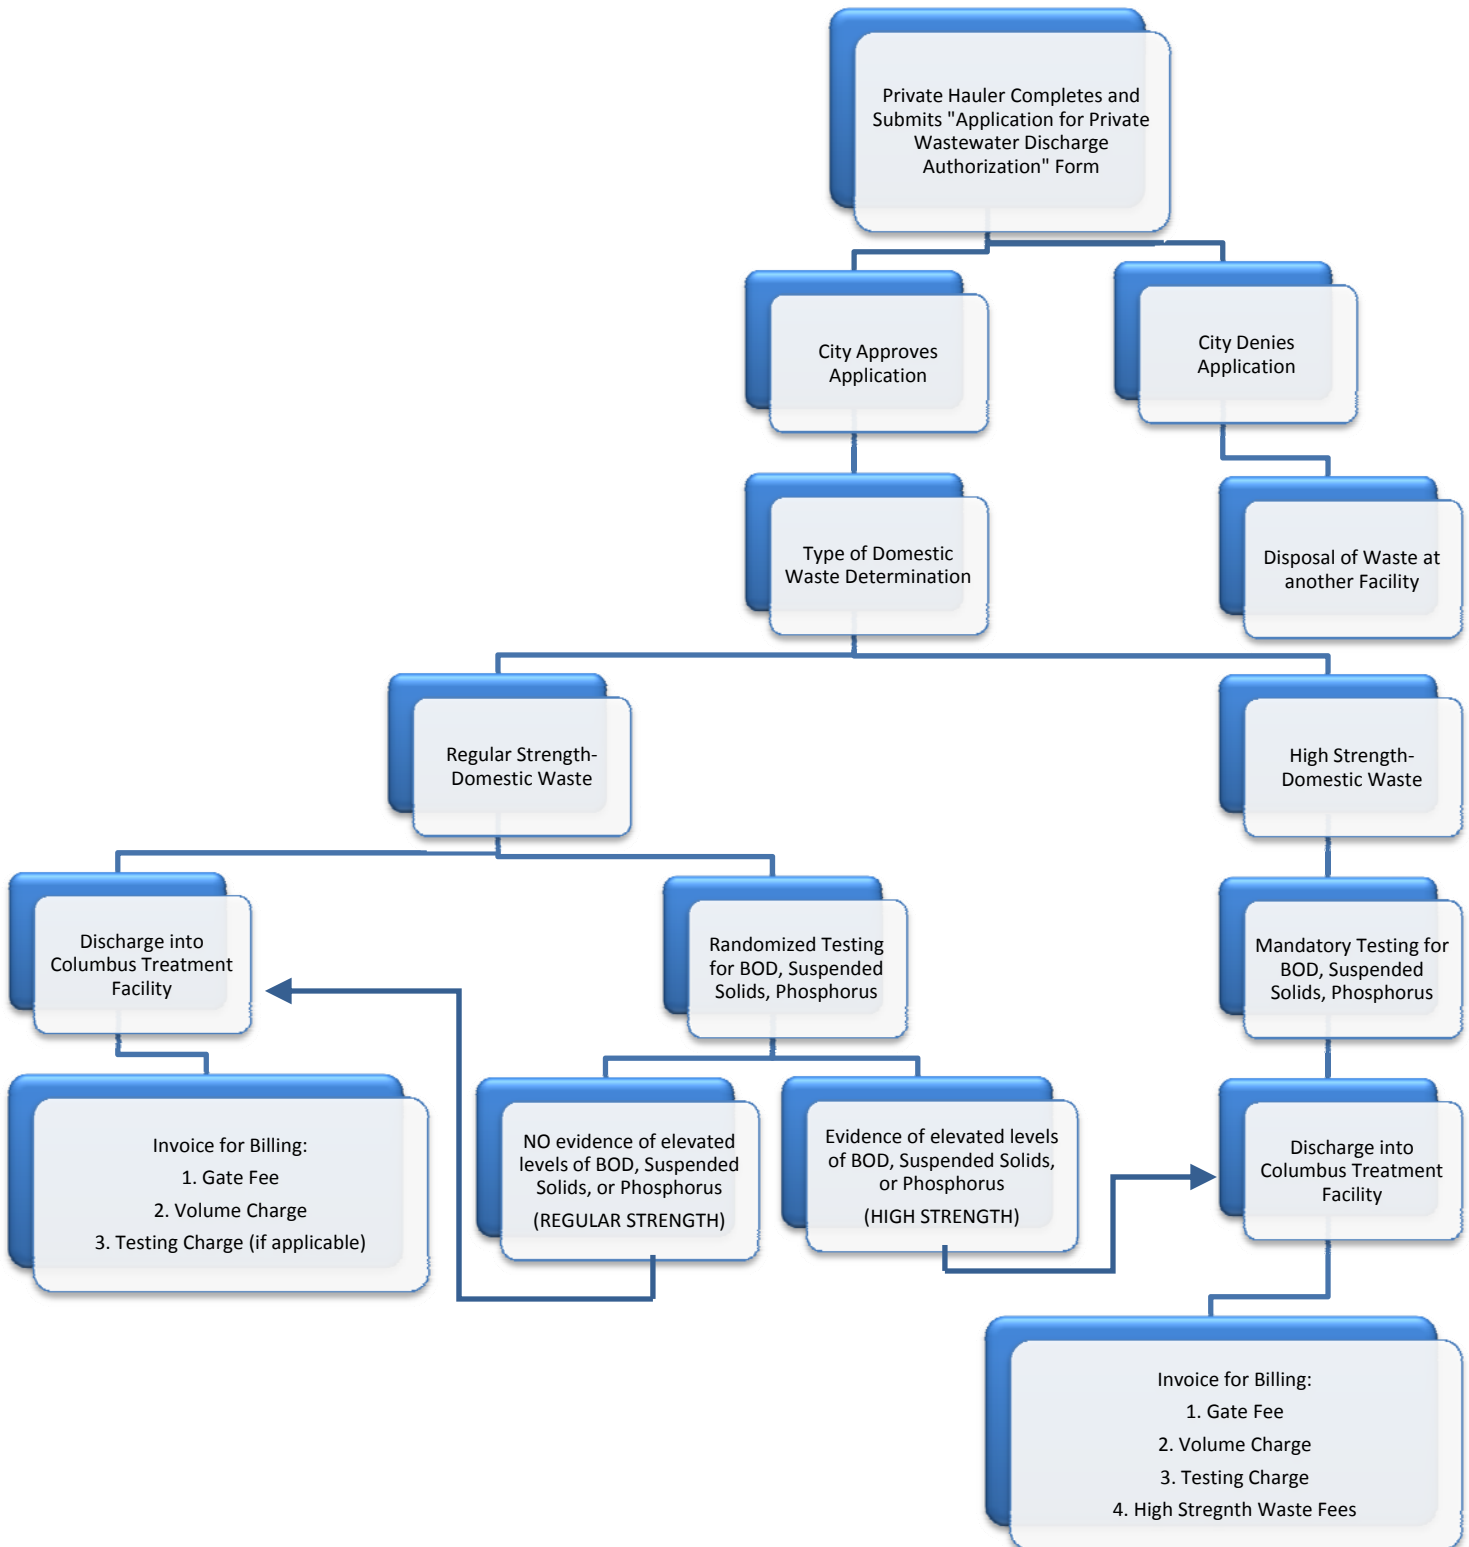 Private Hauler Completes and
Submits "Application for Private
Wastewater Discharge
Authorization" Form
City Approves
Application
City Denies
Application
Type of Domestic
Waste Determination
Disposal of Waste at
another Facility
Regular Strength-
Domestic Waste
High Strength-
Domestic Waste
Discharge into
Columbus Treatment
Facility
Randomized Testing
for BOD, Suspended
Solids, Phosphorus
Mandatory Testing for
BOD, Suspended
Solids, Phosphorus
Invoice for Billing:
1. Gate Fee
2. Volume Charge
3. Testing Charge (if applicable)
NO evidence of elevated
levels of BOD, Suspended
Solids, or Phosphorus
(REGULAR STRENGTH)
Evidence of elevated levels
of BOD, Suspended Solids,
or Phosphorus
(HIGH STRENGTH)
Discharge into
Columbus Treatment
Facility
Invoice for Billing:
1. Gate Fee
2. Volume Charge
3. Testing Charge
4. High Stregnth Waste Fees